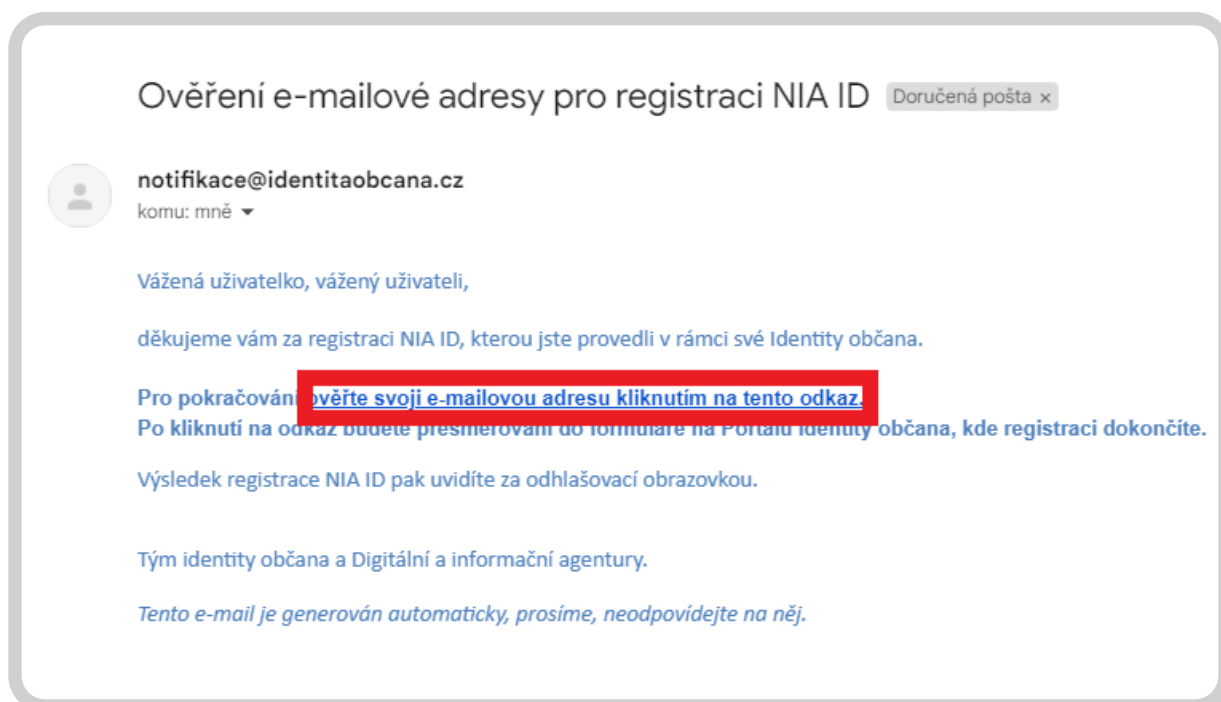 Ověření e-mailové adresy pro registraci NIA ID Doručená pošta ×
notifikace@identitaobcana.cz
komu: mně
Vážená uživatelko, vážený uživateli,
děkujeme vám za registraci NIA ID, kterou jste provedli v rámci své Identity občana.
Pro pokračování ověřte svoji e-mailovou adresu kliknutím na tento odkaz.
Po kliknutí na odkaz budete přesměrováni do formuláře na Portálu Identity občana, kde registraci dokončíte.
Výsledek registrace NIA ID pak uvidíte za odhlašovací obrazovkou.
Tým identity občana a Digitální a informační agentury.
Tento e-mail je generován automaticky, prosíme, neodpovídejte na něj.